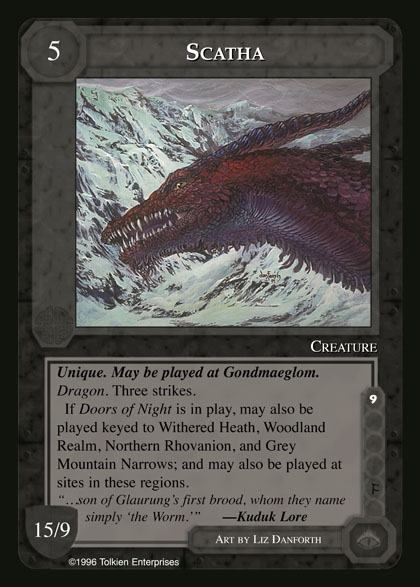 5
SCATHA
CREATURE
Unique. May be played at Gondmaeglom.
Dragon. Three strikes.
If Doors of Night is in play, may also be
played keyed to Withered Heath, Woodland
Realm, Northern Rhovanion, and Grey
Mountain Narrows; and may also be played at
sites in these regions.
“…son of Glaurung’s first brood, whom they name
simply ‘the Worm.’” —Kuduk Lore
9
15/9
ART BY LIZ DANFORTH
©1996 Tolkien Enterprises